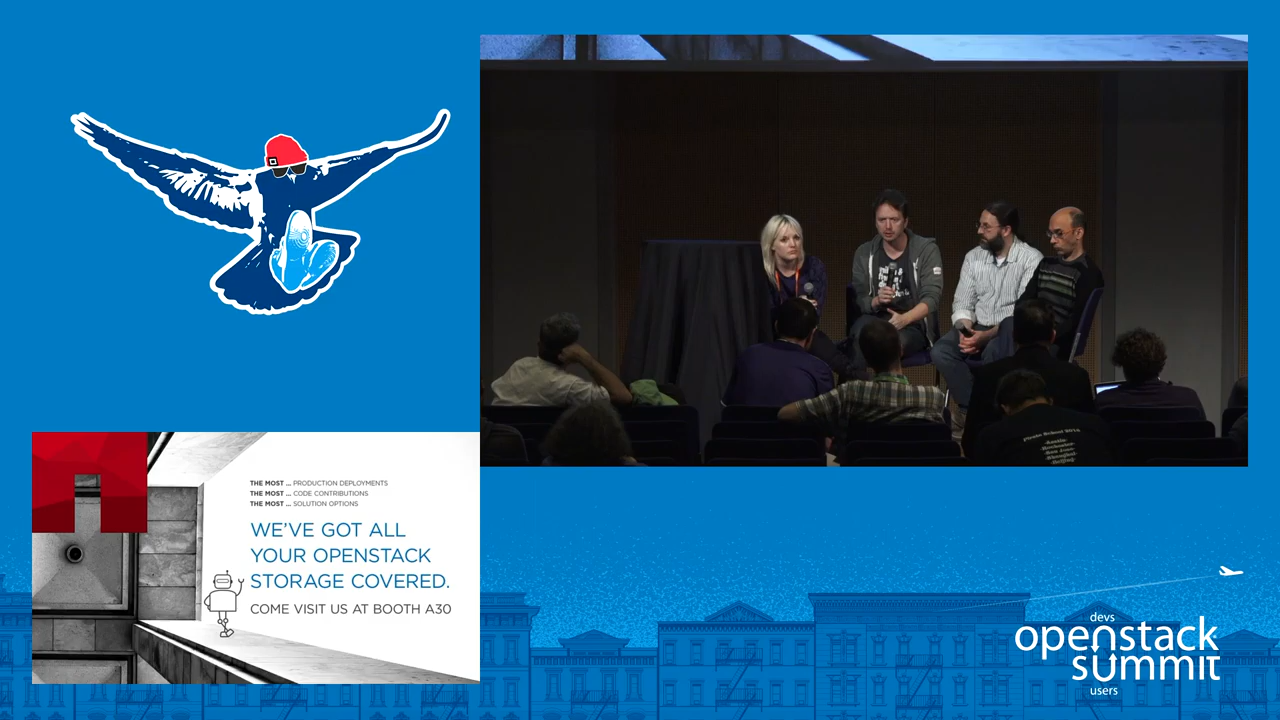 THE MOST ... PRODUCTION DEPLOYMENTS
THE MOST ... CODE CONTRIBUTIONS
THE MOST ... SOLUTION OPTIONS
WE'VE GOT ALL
YOUR OPENSTACK
STORAGE COVERED.
COME VISIT US AT BOOTH A30
devs
openstack
summit
users